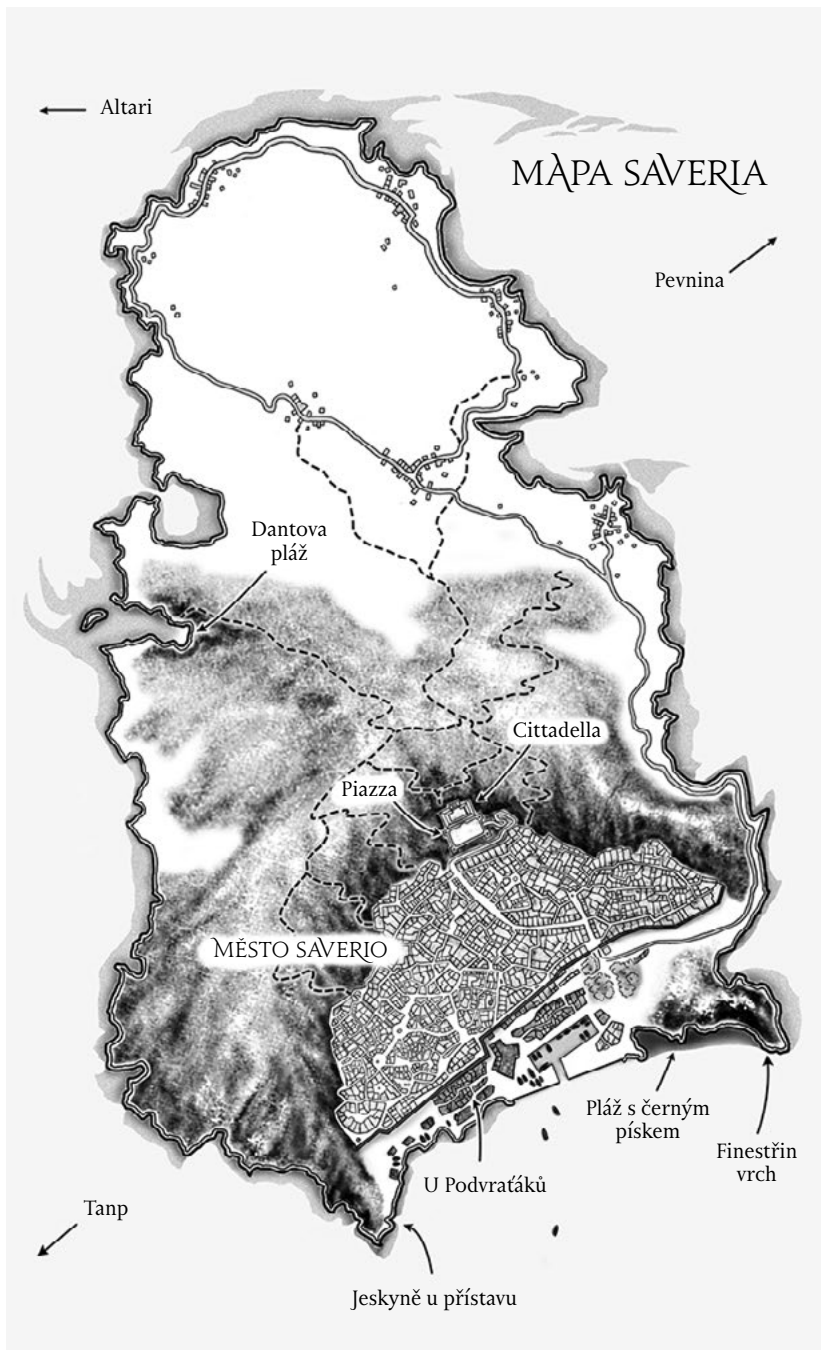 Altari
MAPA SAVERIA
Pevnina
Dantova
pláž
Cittadella
Piazza
MĚSTO SAVERIO
Pláž s černým
pískem
Finestřin
vrch
U Podvraťáků
Tanp
Jeskyně u přístavu